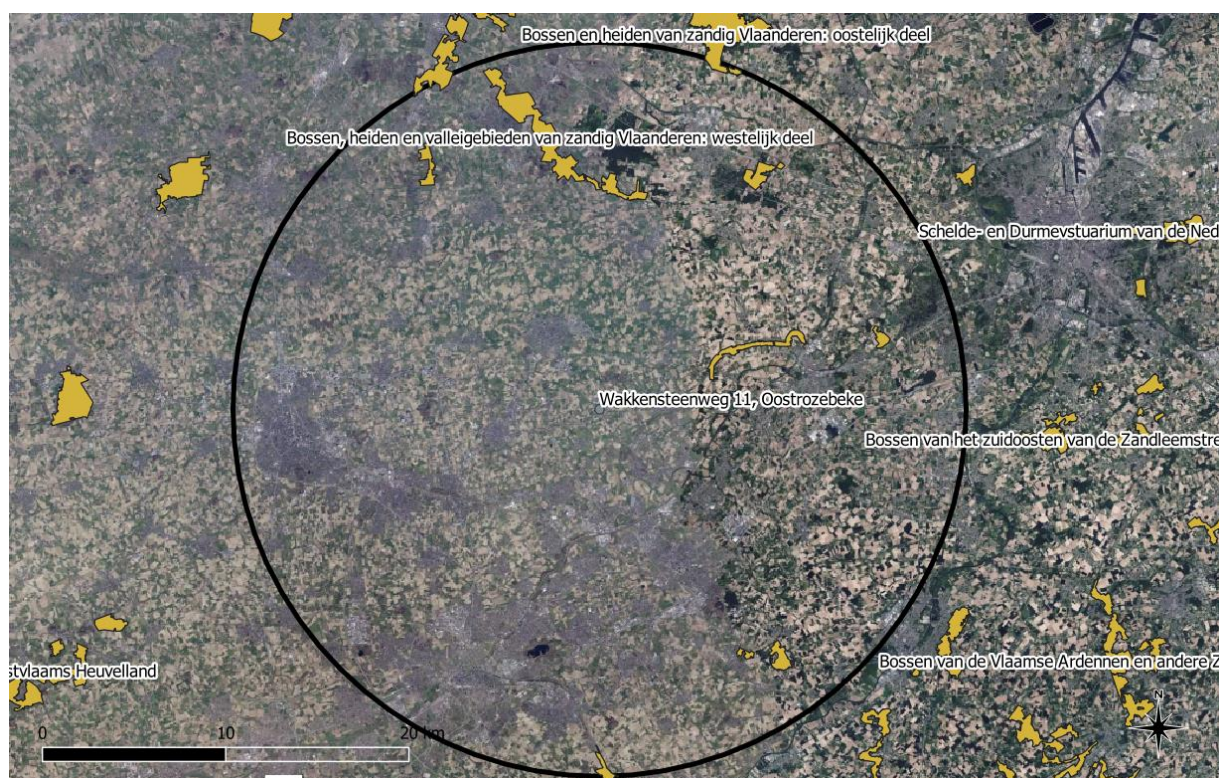 Bossen en heiden van zandig Vlaanderen: oostelijk deel
Bossen, heiden en valleigebieden van zandig Vlaanderen: westelijk deel
Schelde- en Durmevstuarium van de Ned
Wakkensteenweg 11, Oostrozebeke
Bossen van het zuidoosten van de Zandleemstre
stvlaams Heuvelland
Bossen van de Vlaamse Ardennen en andere Z
N
0 10 20 km